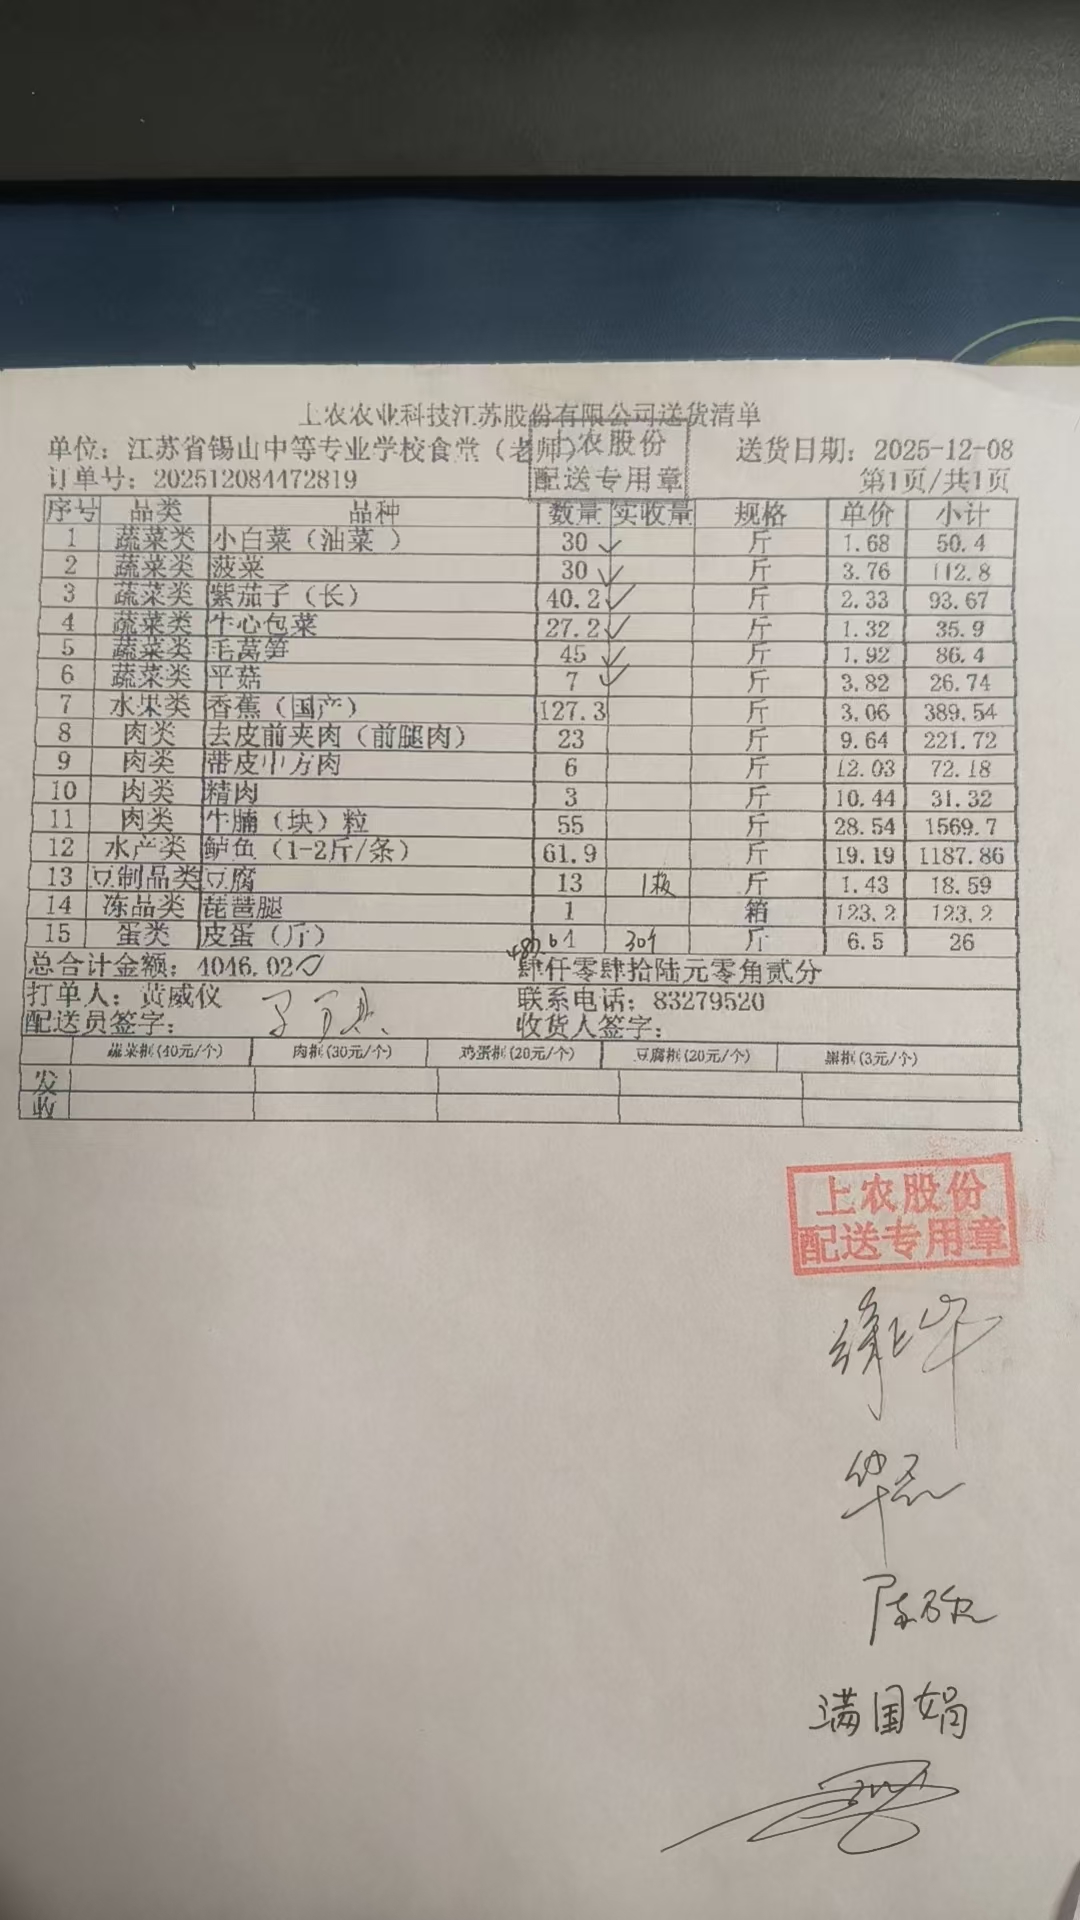 上农农业科技江苏股份有限公司送货清单
单位：江苏省锡山中等专业学校食堂（老师） 送货日期：2025-12-08
上农股份
配送专用章
订单号：202512084472819 第1页/共1页
序号 品类 品种 数量 实收量 规格 单价 小计
1 蔬菜类 小白菜（油菜 ） 30 ✓ 斤 1.68 50.4
2 蔬菜类 菠菜 30 ✓ 斤 3.76 112.8
3 蔬菜类 紫茄子（长） 40.2 ✓ 斤 2.33 93.67
4 蔬菜类 牛心包菜 27.2 ✓ 斤 1.32 35.9
5 蔬菜类 毛莴笋 45 ✓ 斤 1.92 86.4
6 蔬菜类 平菇 7 ✓ 斤 3.82 26.74
7 水果类 香蕉（国产） 127.3 斤 3.06 389.54
8 肉类 去皮前夹肉（前腿肉） 23 斤 9.64 221.72
9 肉类 带皮中方肉 6 斤 12.03 72.18
10 肉类 精肉 3 斤 10.44 31.32
11 肉类 牛腩（块）粒 55 斤 28.54 1569.7
12 水产类 鲈鱼（1-2斤/条） 61.9 斤 19.19 1187.86
13 豆制品类 豆腐 13 1板 斤 1.43 18.59
14 冻品类 琵琶腿 1 箱 123.2 123.2
15 蛋类 皮蛋（斤） 4 30个 斤 6.5 26
总合计金额：4046.02 肆仟零肆拾陆元零角贰分
打单人：黄威仪 联系电话：83279520
配送员签字： 收货人签字：
蔬菜框(40元/个) 肉框(30元/个) 鸡蛋框(20元/个) 豆腐框(20元/个) 黑框(3元/个)
发
收
上农股份
配送专用章
华磊
满国娟